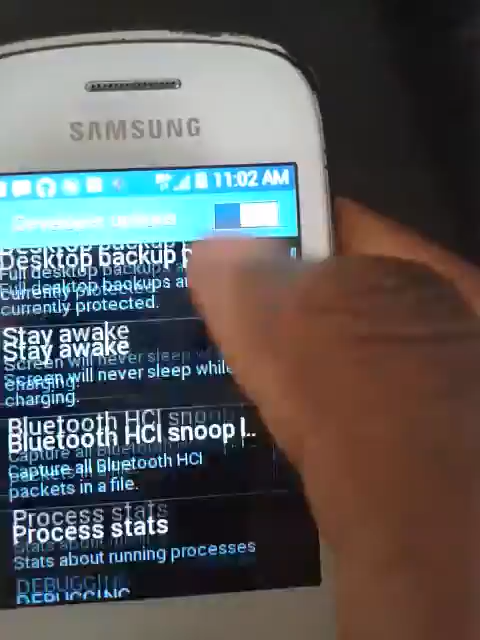 SAMSUNG
11:02 AM
Developer options
Desktop backup p
Full desktop backups a
currently protected.
Stay awake
Screen will never sleep while
charging.
Bluetooth HCI snoop l..
Capture all Bluetooth HCI
packets in a file.
Process stats
Stats about running processes
DEBUGGING